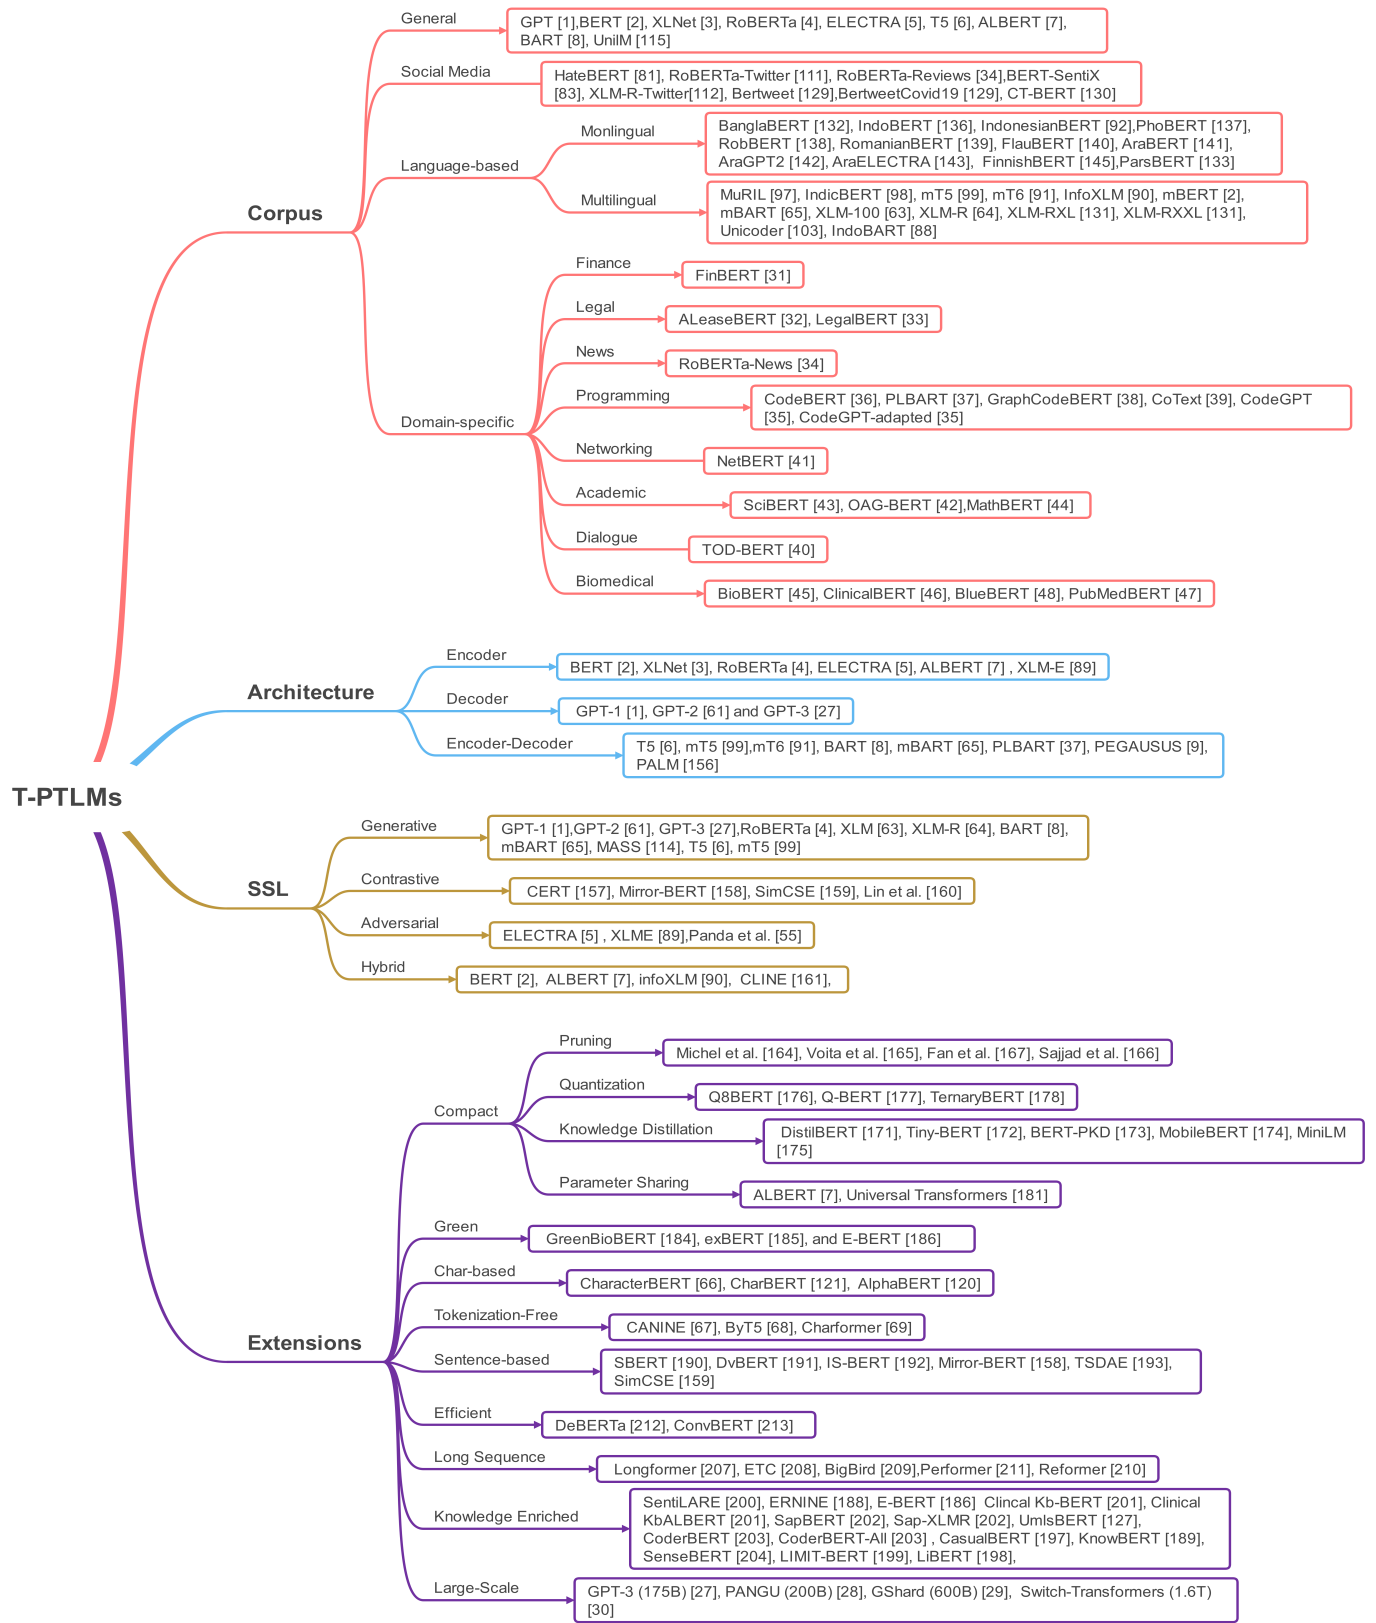 General
GPT [1],BERT [2], XLNet [3], RoBERTa [4], ELECTRA [5], T5 [6], ALBERT [7],
BART [8], UnilM [115]
Social Media
HateBERT [81], RoBERTa-Twitter [111], RoBERTa-Reviews [34],BERT-SentiX
[83], XLM-R-Twitter[112], Bertweet [129],BertweetCovid19 [129], CT-BERT [130]
Language-based
Monlingual
BanglaBERT [132], IndoBERT [136], IndonesianBERT [92],PhoBERT [137],
RobBERT [138], RomanianBERT [139], FlauBERT [140], AraBERT [141],
AraGPT2 [142], AraELECTRA [143], FinnishBERT [145],ParsBERT [133]
Multilingual
MuRIL [97], IndicBERT [98], mT5 [99], mT6 [91], InfoXLM [90], mBERT [2],
mBART [65], XLM-100 [63], XLM-R [64], XLM-RXL [131], XLM-RXXL [131],
Unicoder [103], IndoBART [88]
Corpus
Domain-specific
Finance
FinBERT [31]
Legal
ALeaseBERT [32], LegalBERT [33]
News
RoBERTa-News [34]
Programming
CodeBERT [36], PLBART [37], GraphCodeBERT [38], CoText [39], CodeGPT
[35], CodeGPT-adapted [35]
Networking
NetBERT [41]
Academic
SciBERT [43], OAG-BERT [42],MathBERT [44]
Dialogue
TOD-BERT [40]
Biomedical
BioBERT [45], ClinicalBERT [46], BlueBERT [48], PubMedBERT [47]
Architecture
Encoder
BERT [2], XLNet [3], RoBERTa [4], ELECTRA [5], ALBERT [7] , XLM-E [89]
Decoder
GPT-1 [1], GPT-2 [61] and GPT-3 [27]
Encoder-Decoder
T5 [6], mT5 [99],mT6 [91], BART [8], mBART [65], PLBART [37], PEGAUSUS [9],
PALM [156]
T-PTLMs
SSL
Generative
GPT-1 [1],GPT-2 [61], GPT-3 [27],RoBERTa [4], XLM [63], XLM-R [64], BART [8],
mBART [65], MASS [114], T5 [6], mT5 [99]
Contrastive
CERT [157], Mirror-BERT [158], SimCSE [159], Lin et al. [160]
Adversarial
ELECTRA [5] , XLME [89],Panda et al. [55]
Hybrid
BERT [2], ALBERT [7], infoXLM [90], CLINE [161],
Extensions
Compact
Pruning
Michel et al. [164], Voita et al. [165], Fan et al. [167], Sajjad et al. [166]
Quantization
Q8BERT [176], Q-BERT [177], TernaryBERT [178]
Knowledge Distillation
DistilBERT [171], Tiny-BERT [172], BERT-PKD [173], MobileBERT [174], MiniLM
[175]
Parameter Sharing
ALBERT [7], Universal Transformers [181]
Green
GreenBioBERT [184], exBERT [185], and E-BERT [186]
Char-based
CharacterBERT [66], CharBERT [121], AlphaBERT [120]
Tokenization-Free
CANINE [67], ByT5 [68], Charformer [69]
Sentence-based
SBERT [190], DvBERT [191], IS-BERT [192], Mirror-BERT [158], TSDAE [193],
SimCSE [159]
Efficient
DeBERTa [212], ConvBERT [213]
Long Sequence
Longformer [207], ETC [208], BigBird [209],Performer [211], Reformer [210]
Knowledge Enriched
SentiLARE [200], ERNINE [188], E-BERT [186] Clincal Kb-BERT [201], Clinical
KbALBERT [201], SapBERT [202], Sap-XLMR [202], UmlsBERT [127],
CoderBERT [203], CoderBERT-All [203] , CasualBERT [197], KnowBERT [189],
SenseBERT [204], LIMIT-BERT [199], LiBERT [198],
Large-Scale
GPT-3 (175B) [27], PANGU (200B) [28], GShard (600B) [29], Switch-Transformers (1.6T)
[30]